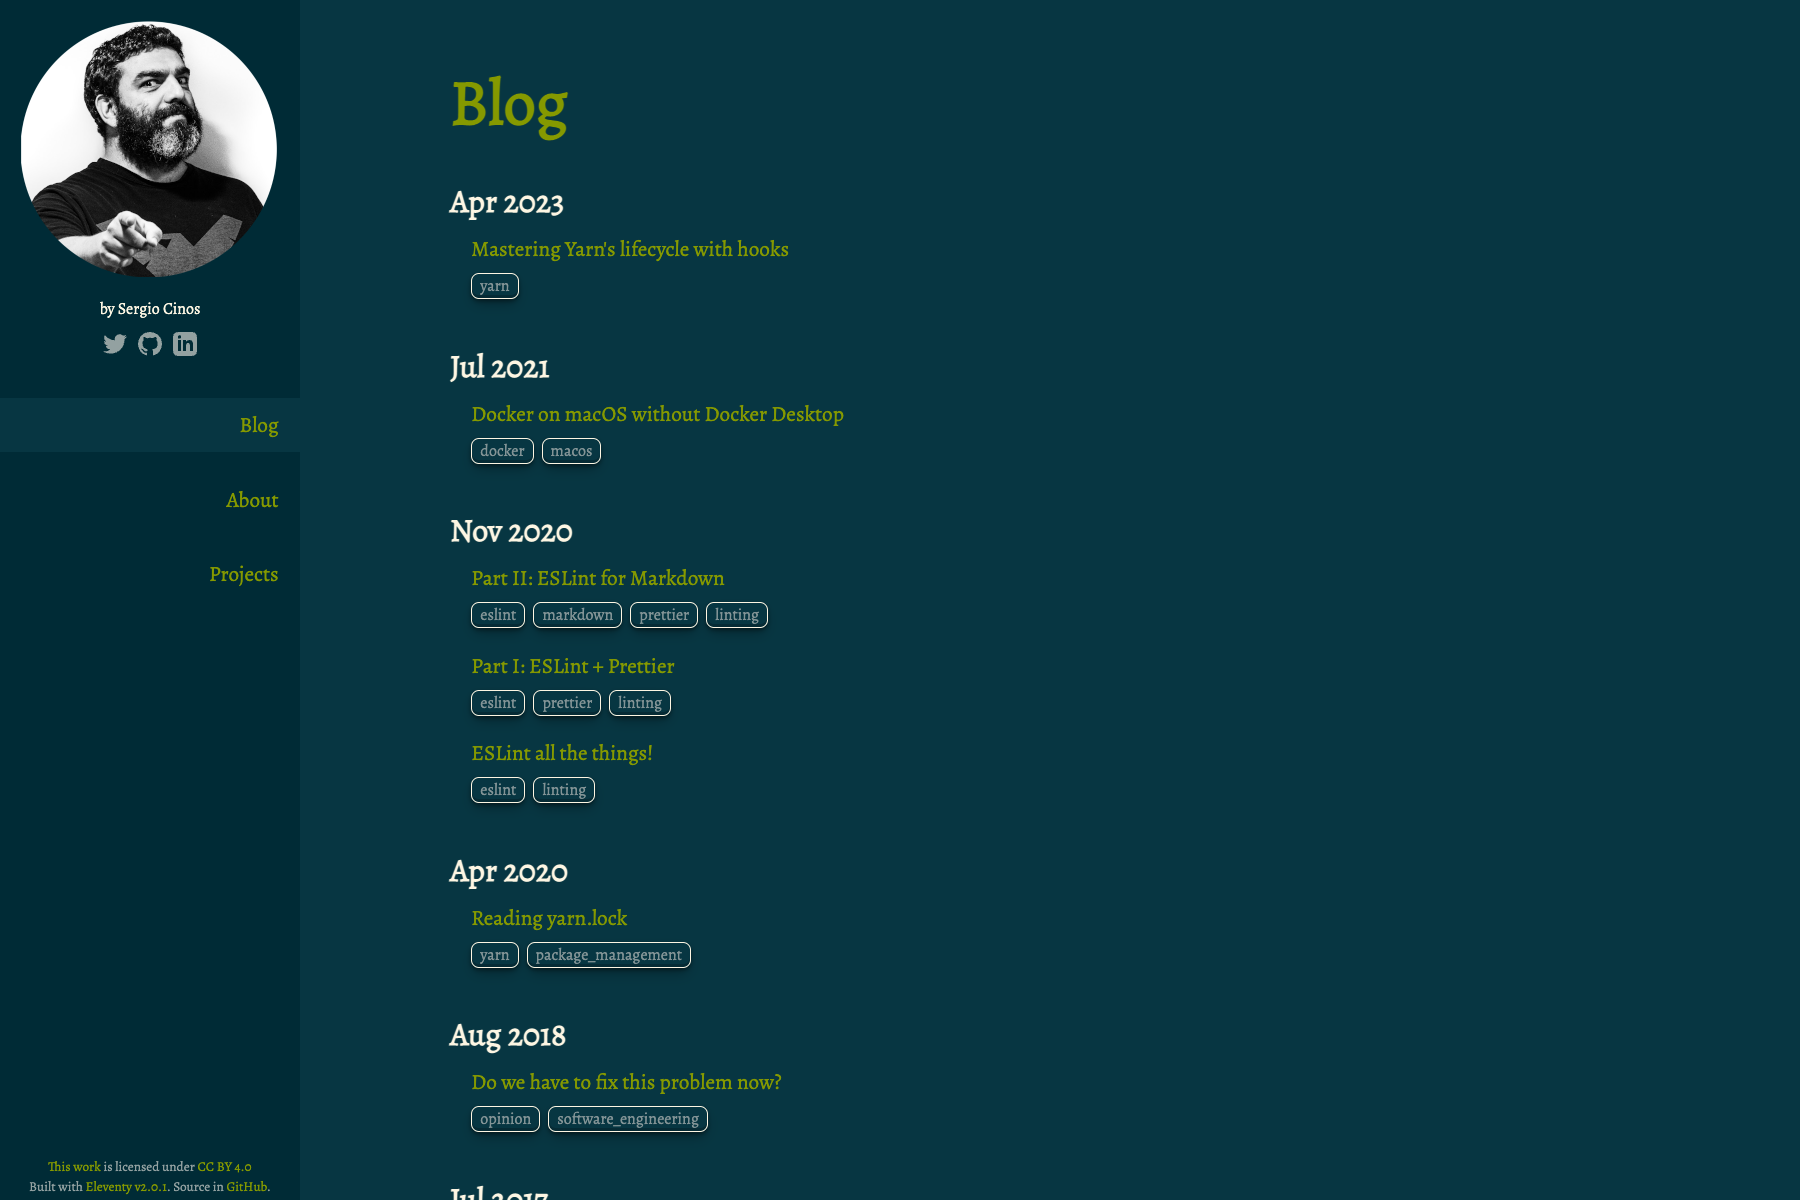 by Sergio Cinos
Blog
About
Projects
This work is licensed under CC BY 4.0
Built with Eleventy v2.0.1. Source in GitHub.
Blog
Apr 2023
Mastering Yarn's lifecycle with hooks
yarn
Jul 2021
Docker on macOS without Docker Desktop
docker macos
Nov 2020
Part II: ESLint for Markdown
eslint markdown prettier linting
Part I: ESLint + Prettier
eslint prettier linting
ESLint all the things!
eslint linting
Apr 2020
Reading yarn.lock
yarn package_management
Aug 2018
Do we have to fix this problem now?
opinion software_engineering
Jul 2017